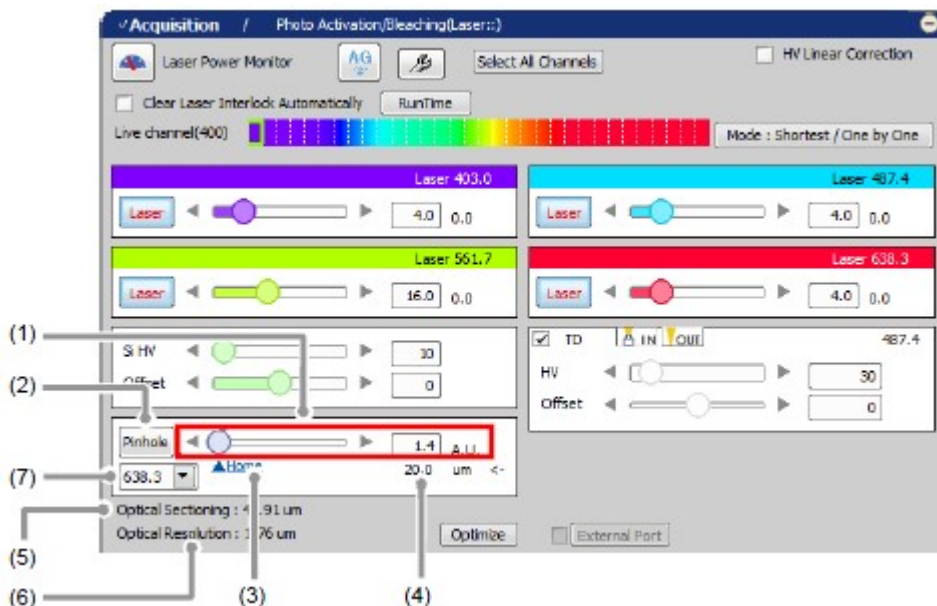 ✓Acquisition / Photo Activation/Bleaching(Laser::)
Laser Power Monitor AG Select All Channels HV Linear Correction
Clear Laser Interlock Automatically RunTime
Live channel(400) Mode : Shortest / One by One
Laser 403.0 Laser 487.4
Laser 4.0 0.0 Laser 4.0 0.0
Laser 561.7 Laser 638.3
Laser 16.0 0.0 Laser 4.0 0.0
(1)
(2)
Si HV 10
Offset 0
TD IN OUT 487.4
HV 30
Offset 0
Pinhole 1.4 A.U.
(7)
638.3 Home 20.0 um <-
Optical Sectioning : um
Optical Resolution : um Optimize External Port
(5)
(6) (3) (4)